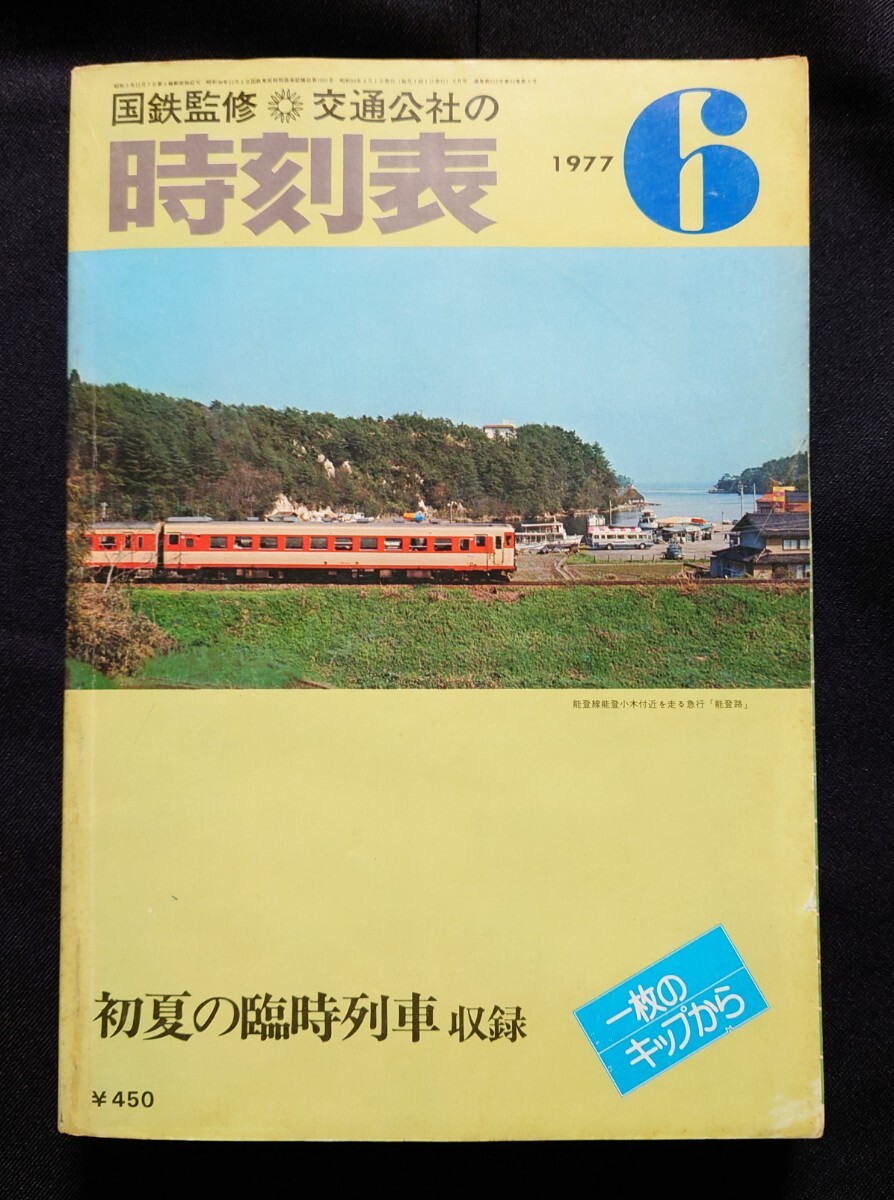 国鉄監修 交通公社の
時刻表
1977 6
能登線能登小木付近を走る急行「能登路」
初夏の臨時列車 収録
一枚の
キップから
¥450